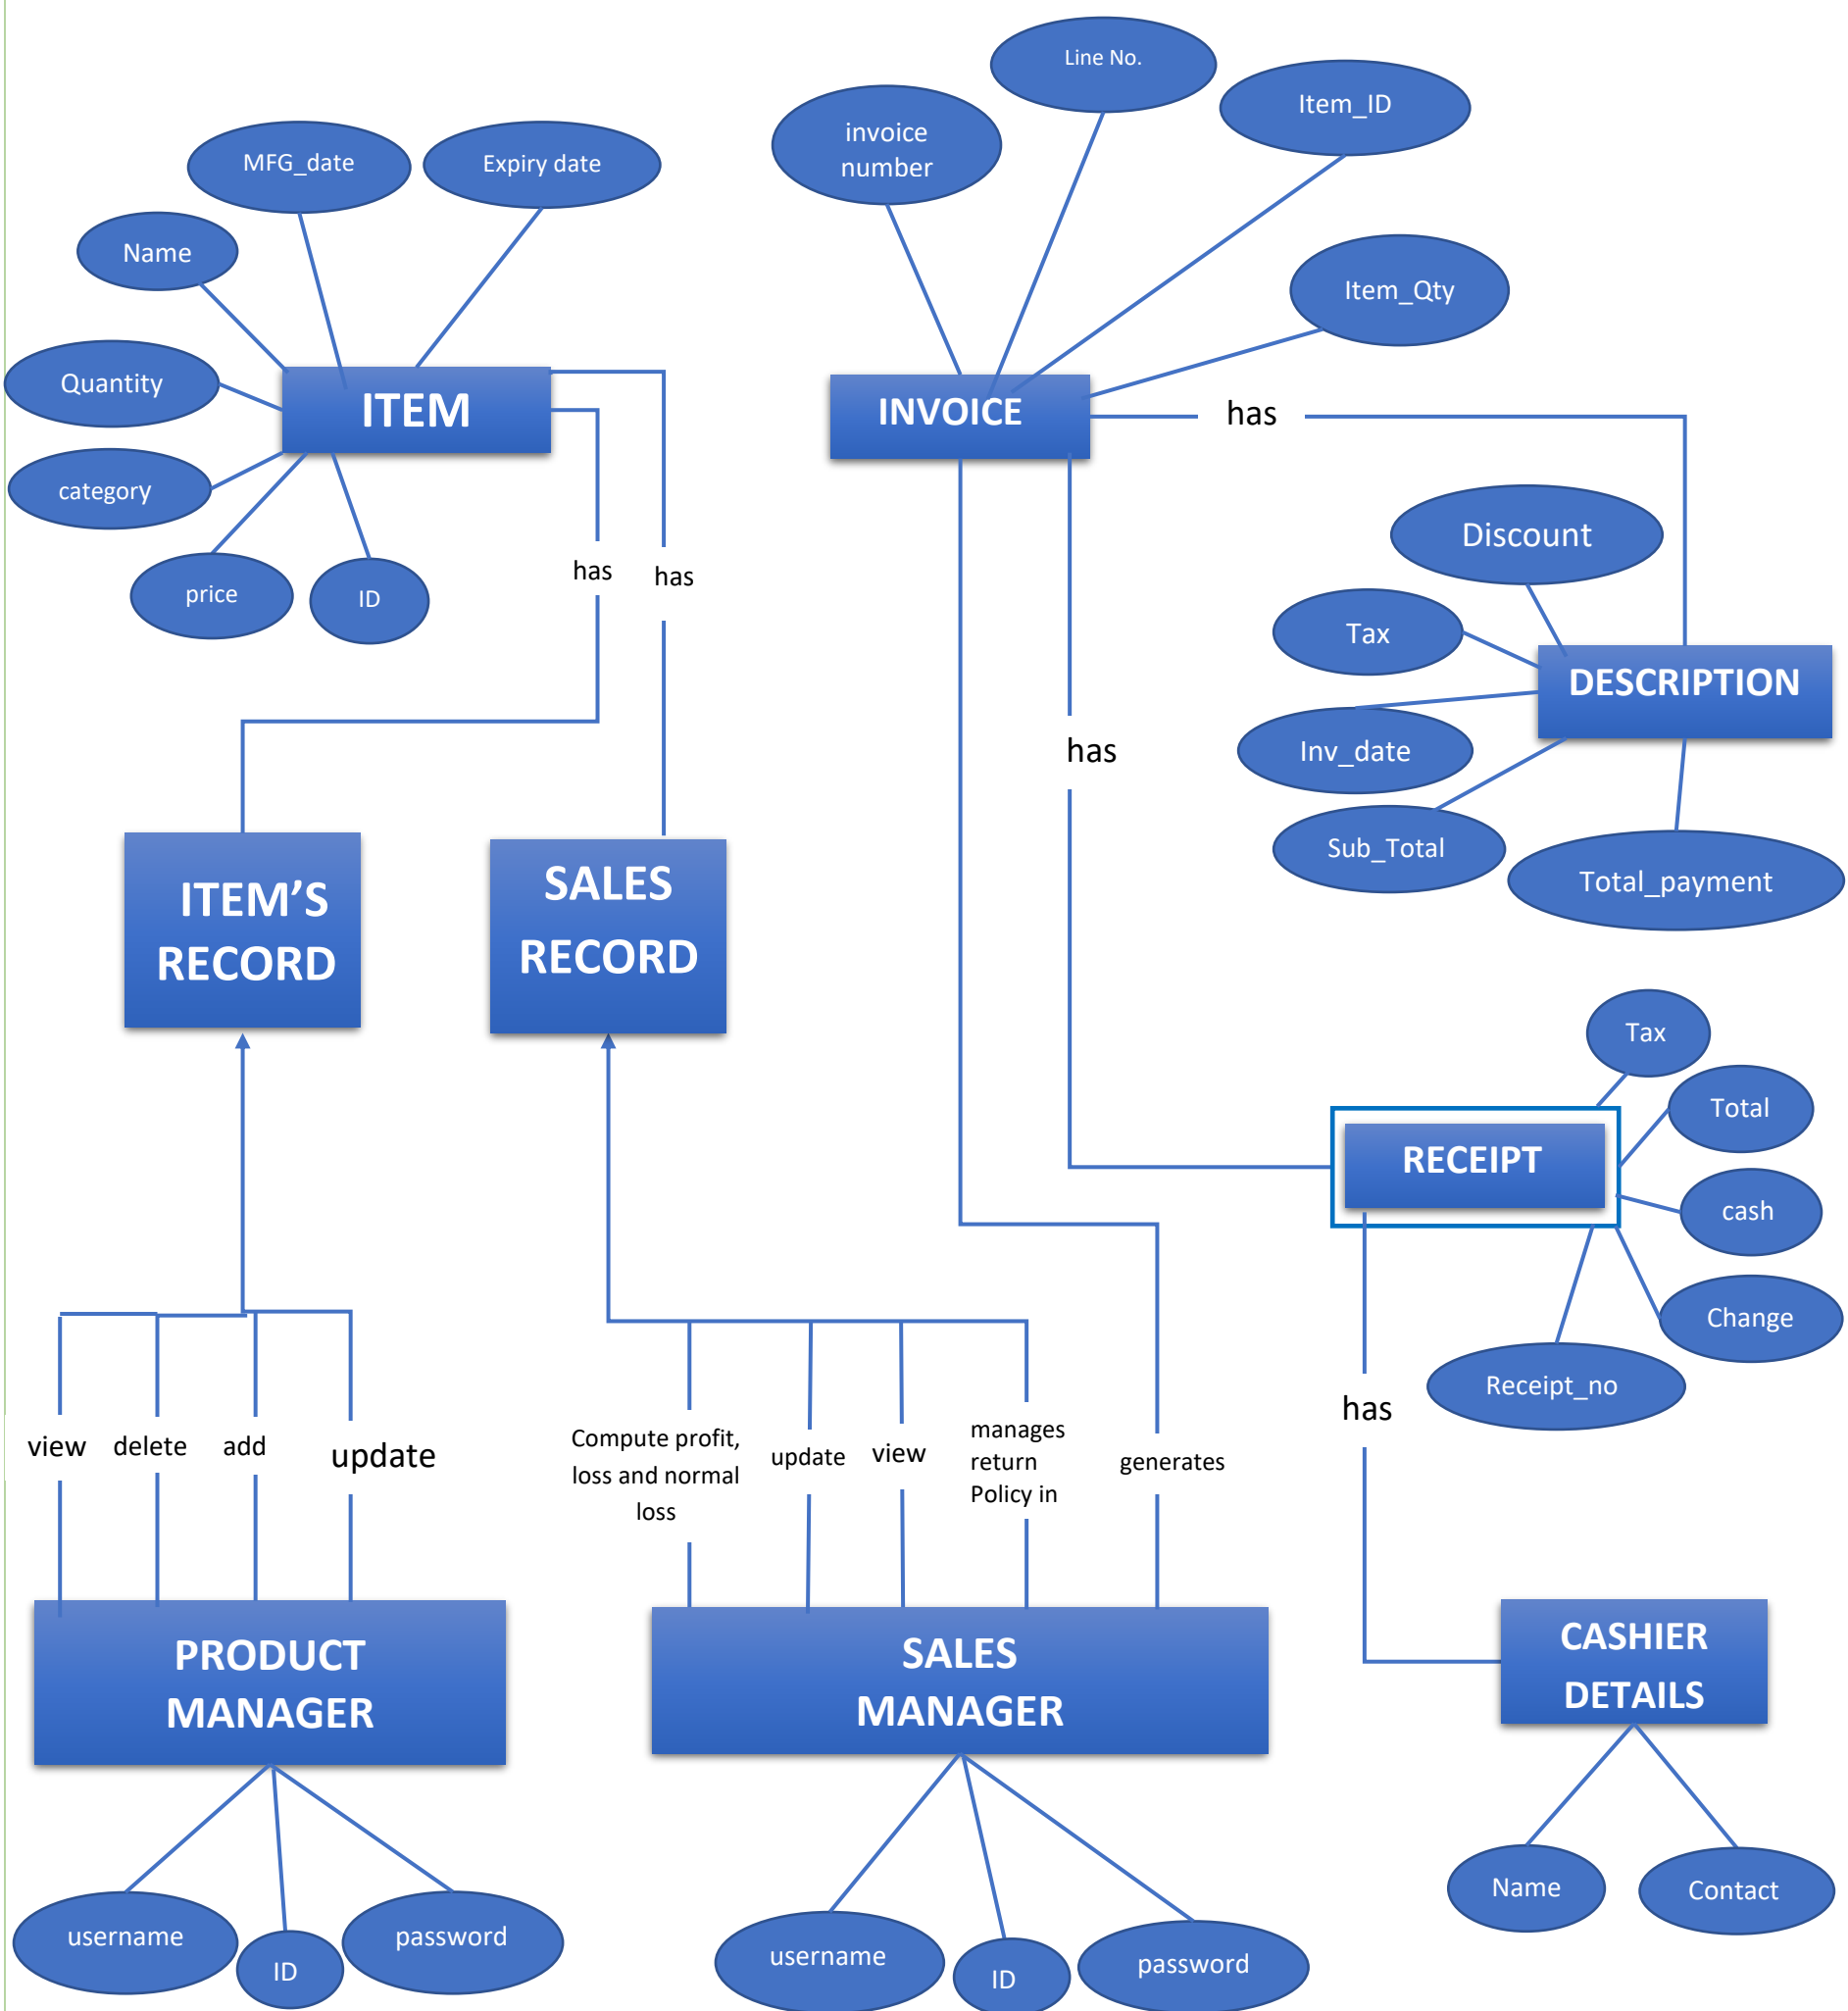 Line No.
Item_ID
invoice
number
MFG_date
Expiry date
Name
Item_Qty
Quantity
ITEM
INVOICE
has
category
Discount
has
has
price
ID
Tax
DESCRIPTION
has
Inv_date
Sub_Total
Total_payment
ITEM’S
RECORD
SALES
RECORD
Tax
Total
RECEIPT
cash
Change
Receipt_no
has
view
delete
add
update
Compute profit,
loss and normal
loss
update
view
manages
return
Policy in
generates
PRODUCT
MANAGER
SALES
MANAGER
CASHIER
DETAILS
Name
Contact
username
ID
password
username
ID
password